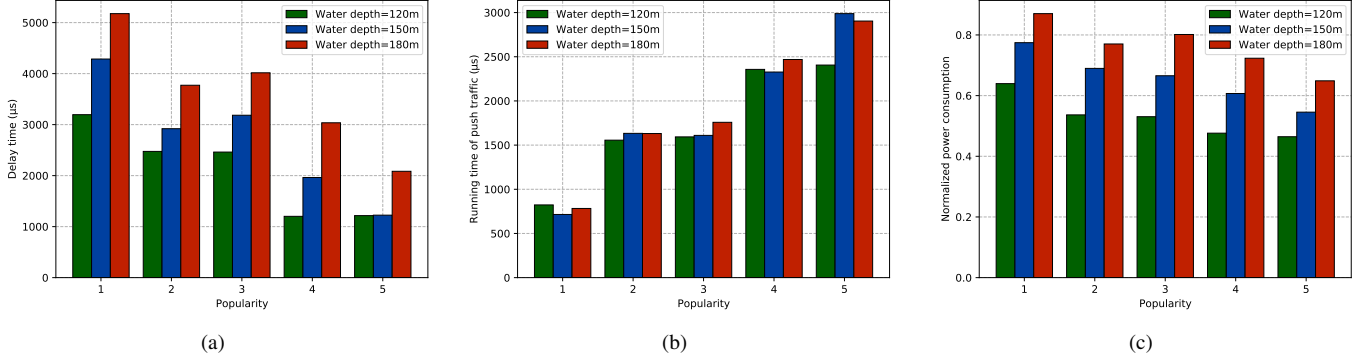 Delay time (µs)
5000
4000
3000
2000
1000
0
1 2 3 4 5
Popularity
Water depth=120m
Water depth=150m
Water depth=180m
(a)
Running time of push traffic (µs)
3000
2500
2000
1500
1000
500
0
1 2 3 4 5
Popularity
Water depth=120m
Water depth=150m
Water depth=180m
(b)
Normalized power consumption
0.8
0.6
0.4
0.2
0.0
1 2 3 4 5
Popularity
Water depth=120m
Water depth=150m
Water depth=180m
(c)